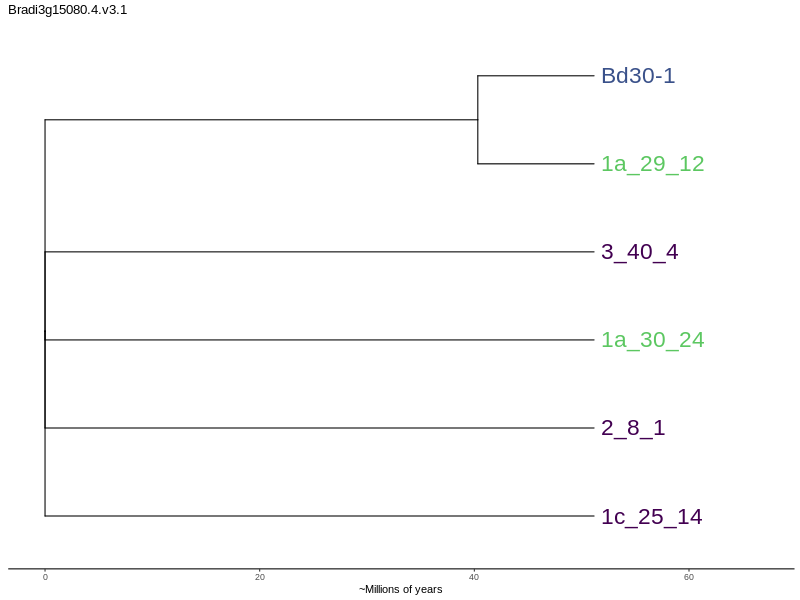 Bradi3g15080.4.v3.1
Bd30-1
1a_29_12
3_40_4
1a_30_24
2_8_1
1c_25_14
0 20 40 60
~Millions of years